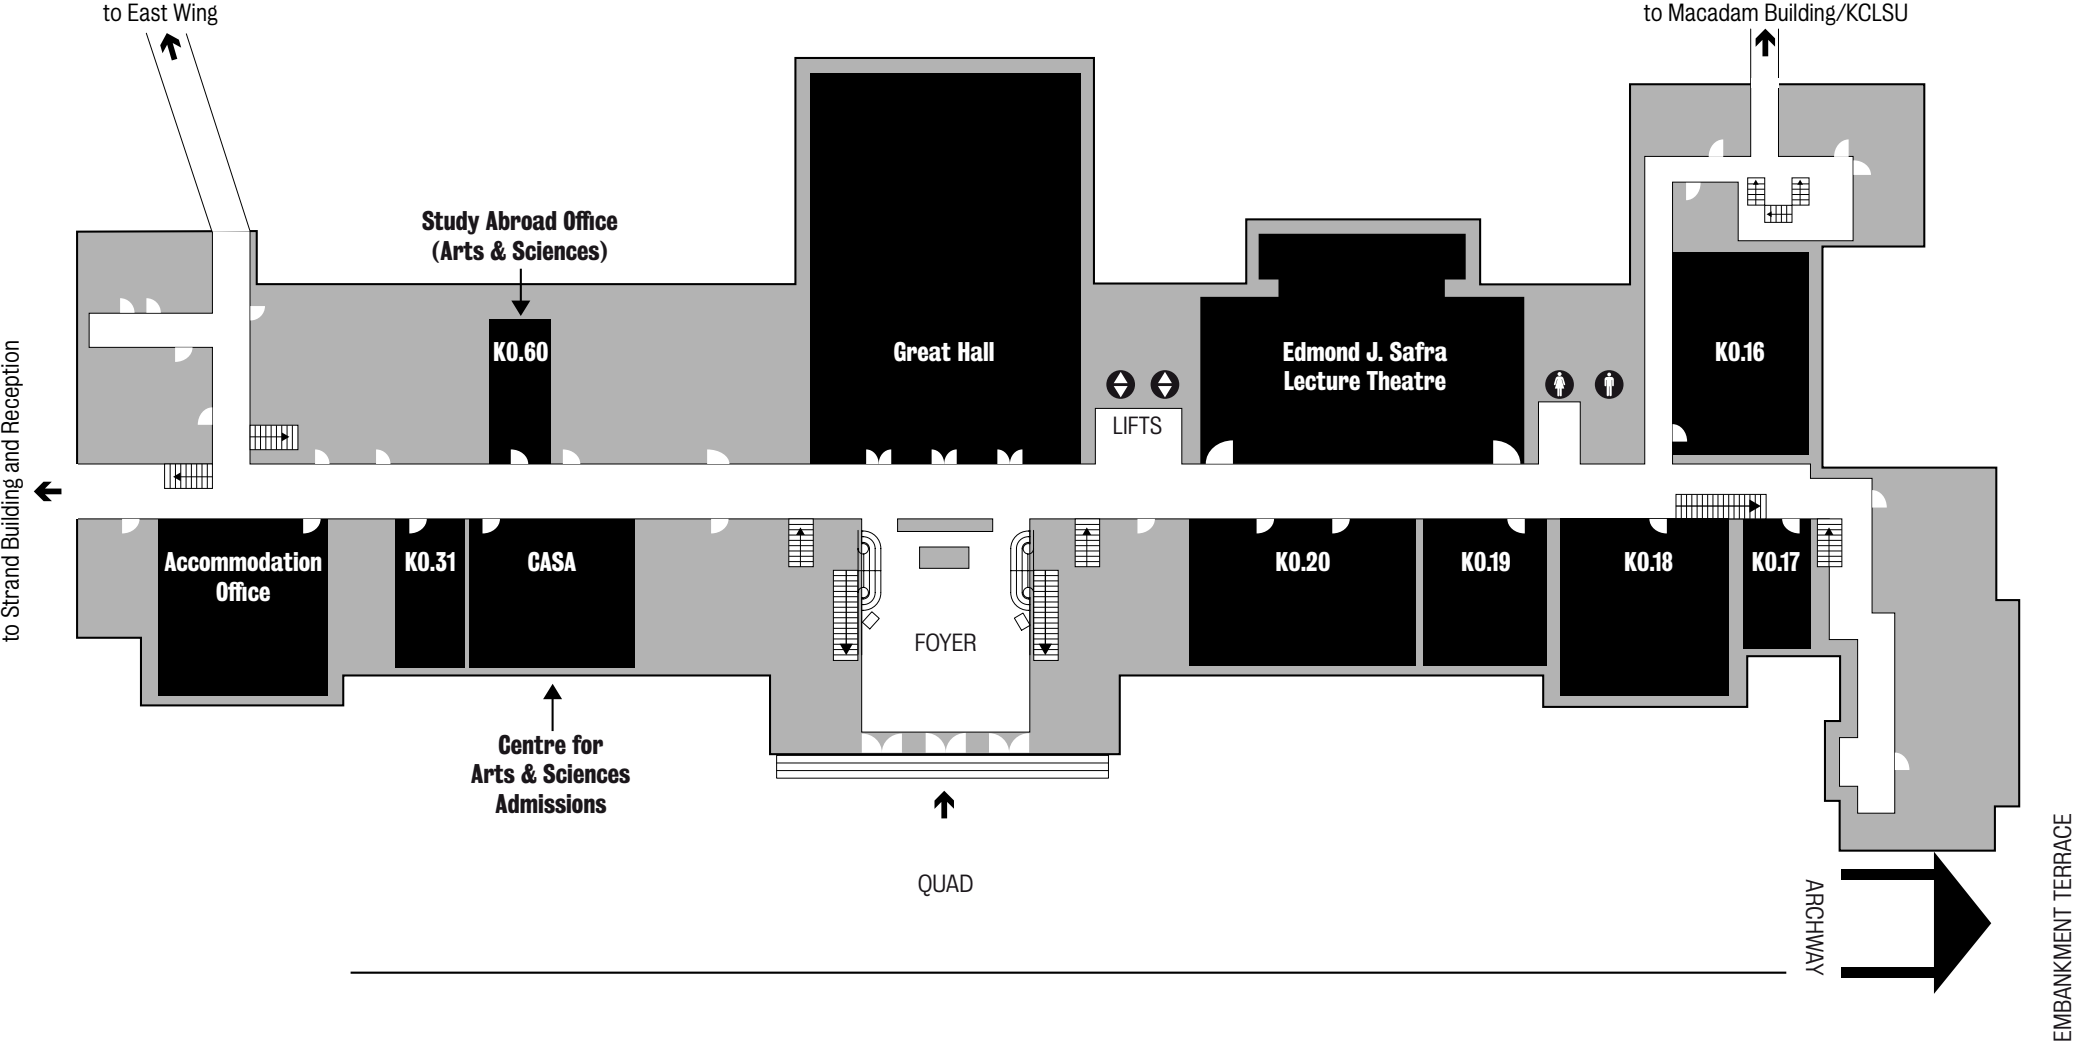 to East Wing
to Macadam Building/KCLSU
Study Abroad Office
(Arts & Sciences)
K0.60
Great Hall
Edmond J. Safra
Lecture Theatre
K0.16
LIFTS
to Strand Building and Reception
Accommodation
Office
K0.31
CASA
K0.20
K0.19
K0.18
K0.17
FOYER
Centre for
Arts & Sciences
Admissions
QUAD
ARCHWAY
EMBANKMENT TERRACE